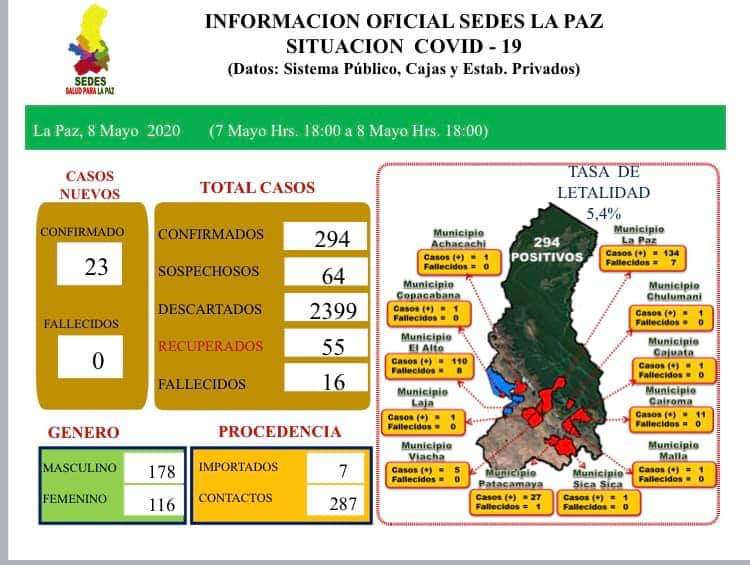 INFORMACION OFICIAL SEDES LA PAZ
SITUACION COVID - 19
(Datos: Sistema Público, Cajas y Estab. Privados)
SEDES
SALUD PARA LA PAZ
La Paz, 8 Mayo 2020 (7 Mayo Hrs. 18:00 a 8 Mayo Hrs. 18:00)
CASOS
NUEVOS
CONFIRMADO
23
FALLECIDOS
0
TOTAL CASOS
CONFIRMADOS 294
SOSPECHOSOS 64
DESCARTADOS 2399
RECUPERADOS 55
FALLECIDOS 16
GENERO
MASCULINO 178
FEMENINO 116
PROCEDENCIA
IMPORTADOS 7
CONTACTOS 287
TASA DE
LETALIDAD
5,4%
294
POSITIVOS
Municipio
Achacachi
Casos (+) = 1
Fallecidos = 0
Municipio
Copacabana
Casos (+) = 1
Fallecidos = 0
Municipio
El Alto
Casos (+) = 110
Fallecidos = 8
Municipio
Laja
Casos (+) = 1
Fallecidos = 0
Municipio
Viacha
Casos (+) = 5
Fallecidos = 0
Municipio
Patacamaya
Casos (+) = 27
Fallecidos = 1
Municipio
Sica Sica
Casos (+) = 1
Fallecidos = 0
Municipio
La Paz
Casos (+) = 134
Fallecidos = 7
Municipio
Chulumani
Casos (+) = 1
Fallecidos = 0
Municipio
Cajuata
Casos (+) = 1
Fallecidos = 0
Municipio
Cairoma
Casos (+) = 11
Fallecidos = 0
Municipio
Malla
Casos (+) = 1
Fallecidos = 0